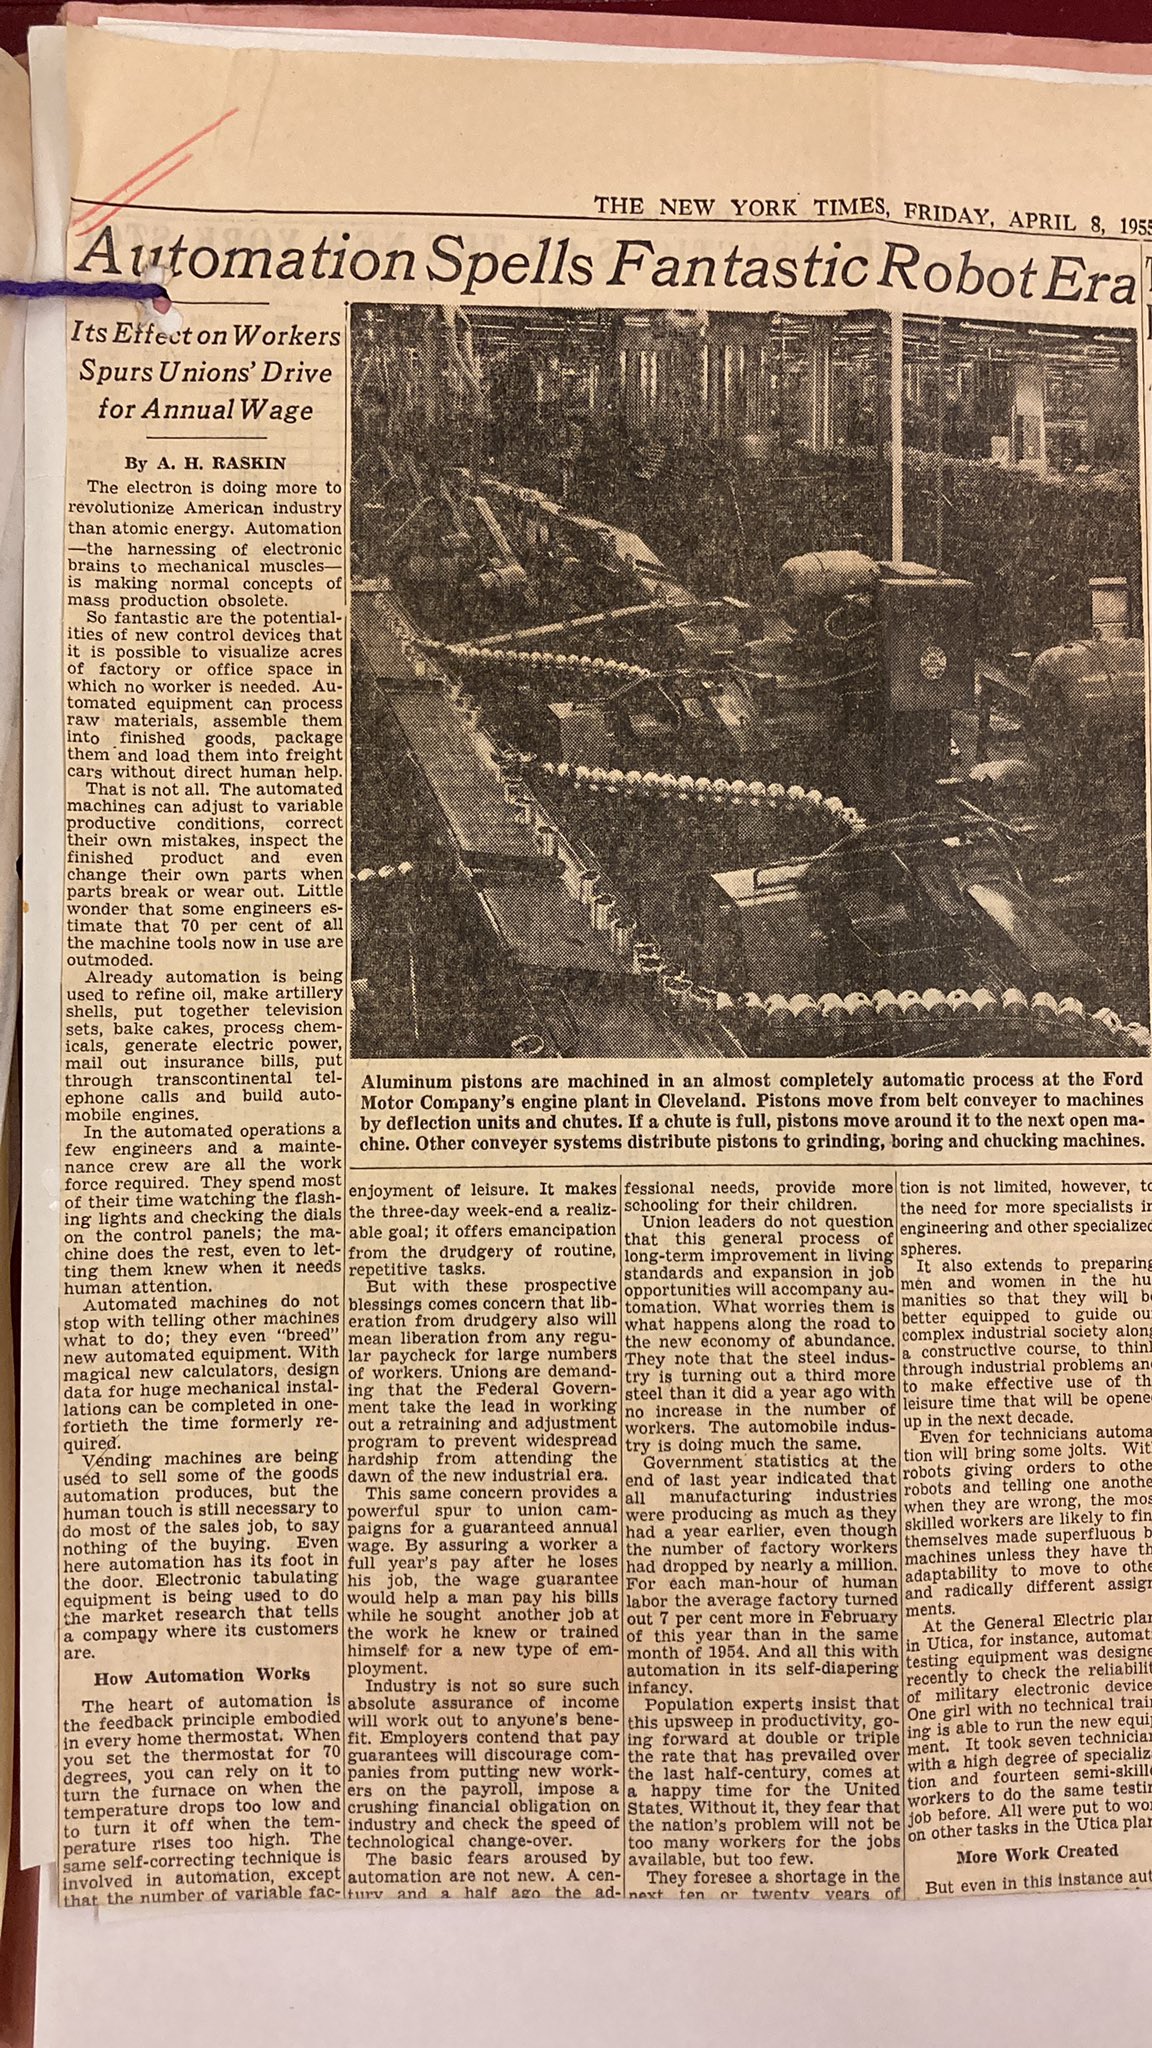 THE NEW YORK TIMES, FRIDAY, APRIL 8, 1955
Automation Spells Fantastic Robot Era
Its Effect on Workers
Spurs Unions' Drive
for Annual Wage
By A. H. RASKIN
The electron is doing more to
revolutionize American industry
than atomic energy. Automation
—the harnessing of electronic
brains to mechanical muscles—
is making normal concepts of
mass production obsolete.
So fantastic are the potential-
ities of new control devices that
it is possible to visualize acres
of factory or office space in
which no worker is needed. Au-
tomated equipment can process
raw materials, assemble them
into finished goods, package
them and load them into freight
cars without direct human help.
That is not all. The automated
machines can adjust to variable
productive conditions, correct
their own mistakes, inspect the
finished product and even
change their own parts when
parts break or wear out. Little
wonder that some engineers es-
timate that 70 per cent of all
the machine tools now in use are
outmoded.
Already automation is being
used to refine oil, make artillery
shells, put together television
sets, bake cakes, process chem-
icals, generate electric power,
mail out insurance bills, put
through transcontinental tel-
ephone calls and build auto-
mobile engines.
In the automated operations a
few engineers and a mainte-
nance crew are all the work
force required. They spend most
of their time watching the flash-
ing lights and checking the dials
on the control panels; the ma-
chine does the rest, even to let-
ting them knew when it needs
human attention.
Automated machines do not
stop with telling other machines
what to do; they even "breed"
new automated equipment. With
magical new calculators, design
data for huge mechanical instal-
lations can be completed in one-
fortieth the time formerly re-
quired.
Vending machines are being
used to sell some of the goods
automation produces, but the
human touch is still necessary to
do most of the sales job, to say
nothing of the buying. Even
here automation has its foot in
the door. Electronic tabulating
equipment is being used to do
the market research that tells
a company where its customers
are.
How Automation Works
The heart of automation is
the feedback principle embodied
in every home thermostat. When
you set the thermostat for 70
degrees, you can rely on it to
turn the furnace on when the
temperature drops too low and
to turn it off when the tem-
perature rises too high. The
same self-correcting technique is
involved in automation, except
that the number of variable fac-
Aluminum pistons are machined in an almost completely automatic process at the Ford
Motor Company's engine plant in Cleveland. Pistons move from belt conveyer to machines
by deflection units and chutes. If a chute is full, pistons move around it to the next open ma-
chine. Other conveyer systems distribute pistons to grinding, boring and chucking machines.
enjoyment of leisure. It makes
the three-day week-end a realiz-
able goal; it offers emancipation
from the drudgery of routine,
repetitive tasks.
But with these prospective
blessings comes concern that lib-
eration from drudgery also will
mean liberation from any regu-
lar paycheck for large numbers
of workers. Unions are demand-
ing that the Federal Govern-
ment take the lead in working
out a retraining and adjustment
program to prevent widespread
hardship from attending the
dawn of the new industrial era.
This same concern provides a
powerful spur to union cam-
paigns for a guaranteed annual
wage. By assuring a worker a
full year's pay after he loses
his job, the wage guarantee
would help a man pay his bills
while he sought another job at
the work he knew or trained
himself for a new type of em-
ployment.
Industry is not so sure such
absolute assurance of income
will work out to anyone's bene-
fit. Employers contend that pay
guarantees will discourage com-
panies from putting new work-
ers on the payroll, impose a
crushing financial obligation on
industry and check the speed of
technological change-over.
The basic fears aroused by
automation are not new. A cen-
tury and a half ago the ad-
fessional needs, provide more
schooling for their children.
Union leaders do not question
that this general process of
long-term improvement in living
standards and expansion in job
opportunities will accompany au-
tomation. What worries them is
what happens along the road to
the new economy of abundance.
They note that the steel indus-
try is turning out a third more
steel than it did a year ago with
no increase in the number of
workers. The automobile indus-
try is doing much the same.
Government statistics at the
end of last year indicated that
all manufacturing industries
were producing as much as they
had a year earlier, even though
the number of factory workers
had dropped by nearly a million.
For each man-hour of human
labor the average factory turned
out 7 per cent more in February
of this year than in the same
month of 1954. And all this with
automation in its self-diapering
infancy.
Population experts insist that
this upsweep in productivity, go-
ing forward at double or triple
the rate that has prevailed over
the last half-century, comes at
a happy time for the United
States. Without it, they fear that
the nation's problem will not be
too many workers for the jobs
available, but too few.
They foresee a shortage in the
next ten or twenty years of
tion is not limited, however, to
the need for more specialists in
engineering and other specialized
spheres.
It also extends to preparing
men and women in the hu
manities so that they will be
better equipped to guide ou
complex industrial society along
a constructive course, to think
through industrial problems an
to make effective use of th
leisure time that will be opene
up in the next decade.
Even for technicians automa
tion will bring some jolts. Wit
robots giving orders to othe
robots and telling one anothe
when they are wrong, the mos
skilled workers are likely to fin
themselves made superfluous b
machines unless they have th
adaptability to move to othe
and radically different assign
ments.
At the General Electric plan
in Utica, for instance, automat
testing equipment was designe
recently to check the reliabilit
of military electronic device
One girl with no technical train
ing is able to run the new equip
ment. It took seven technician
with a high degree of specializ
tion and fourteen semi-skille
workers to do the same testin
job before. All were put to wor
on other tasks in the Utica plan
More Work Created
But even in this instance aut